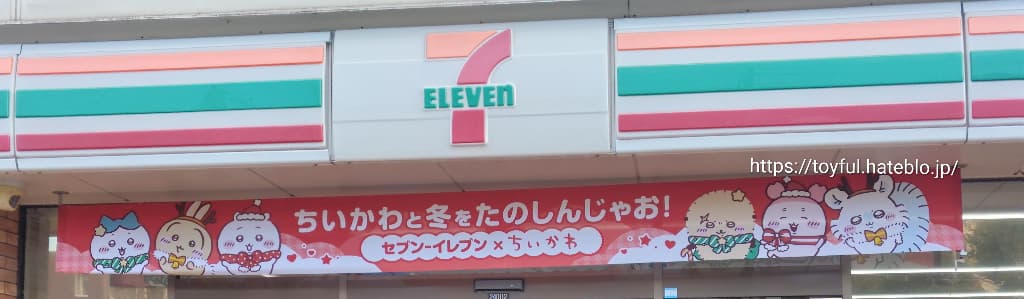 7
ELEVEn
https://toyful.hateblo.jp/
ちいかわと冬をたのしんじゃお!
セブン-イレブン×ちいかわ